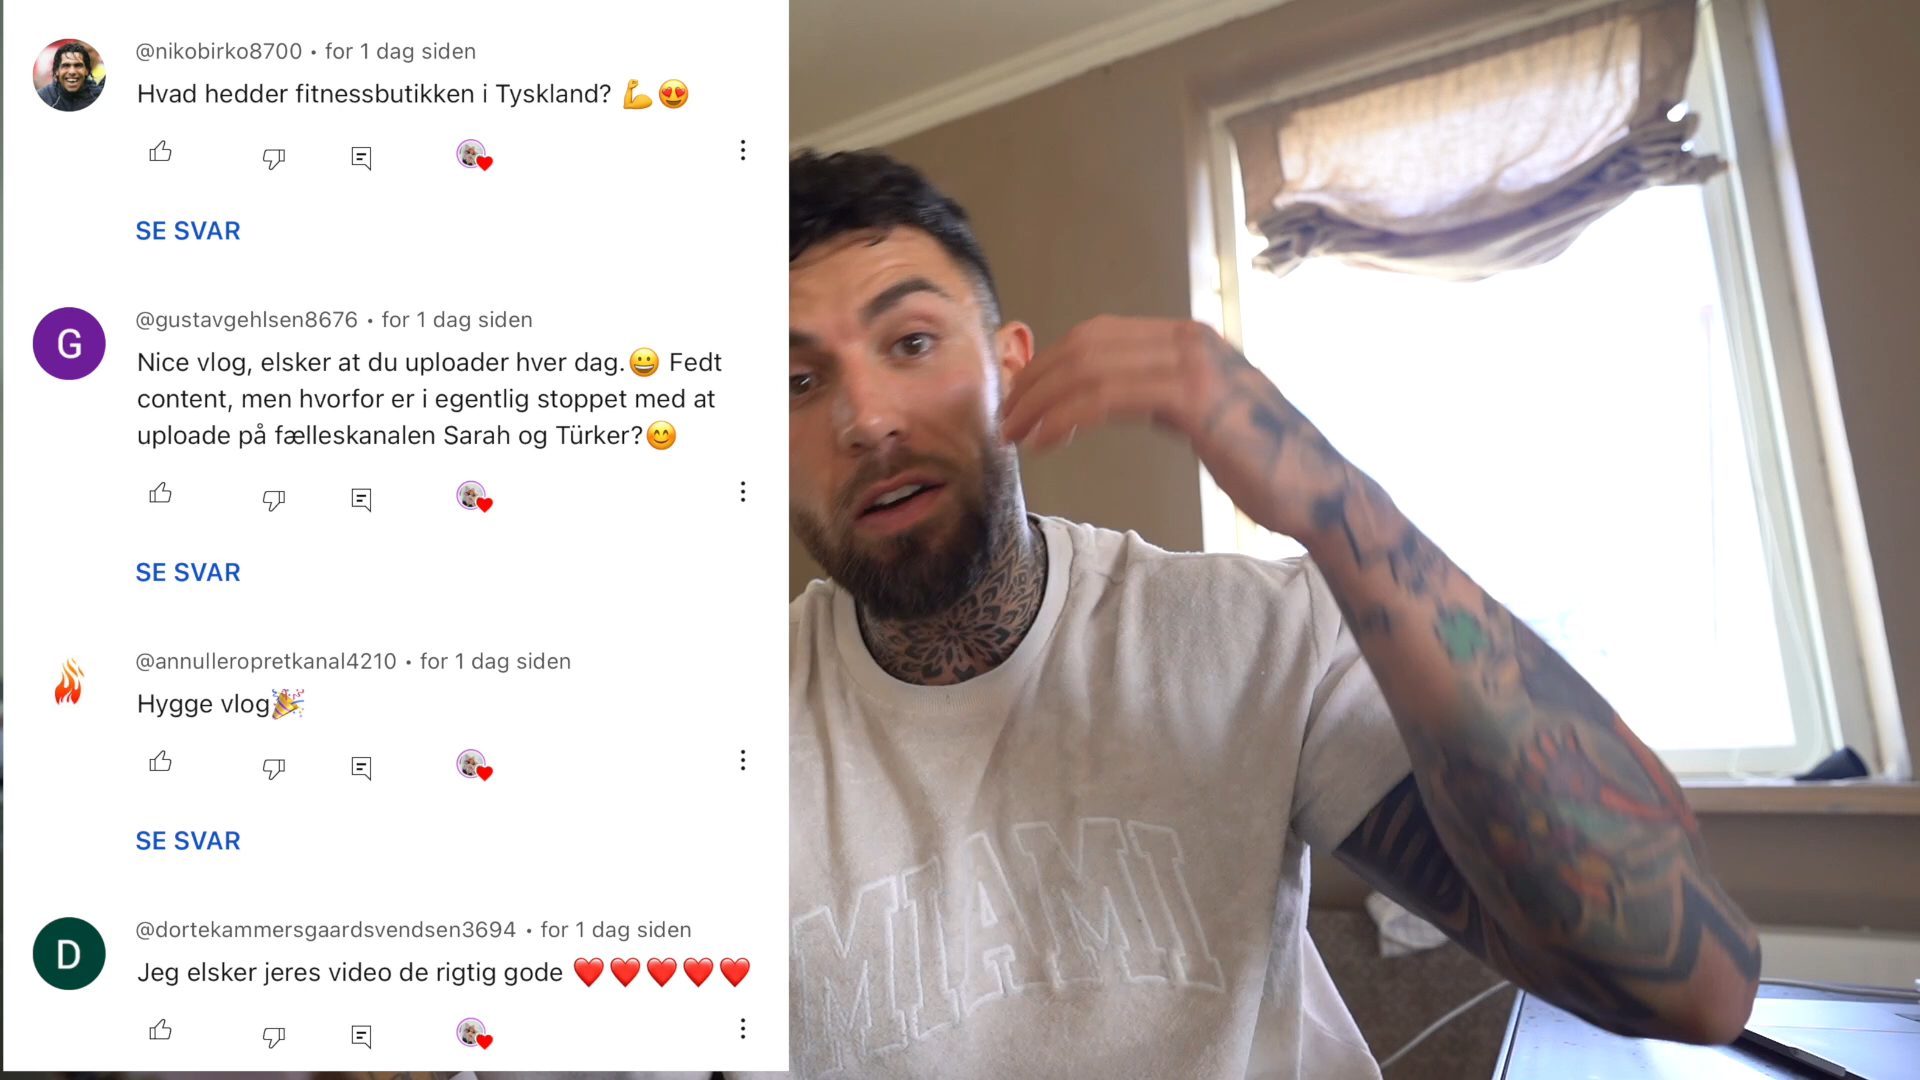 @nikobirko8700 • for 1 dag siden
Hvad hedder fitnessbutikken i Tyskland? 💪😍
SE SVAR
G
@gustavgehlsen8676 • for 1 dag siden
Nice vlog, elsker at du uploader hver dag.😀 Fedt
content, men hvorfor er i egentlig stoppet med at
uploade på fælleskanalen Sarah og Türker?😊
SE SVAR
@annulleropretkanal4210 • for 1 dag siden
Hygge vlog🎉
SE SVAR
D
@dortekammersgaardsvendsen3694 • for 1 dag siden
Jeg elsker jeres video de rigtig gode ❤️❤️❤️❤️❤️
MIAMI
MIAMI